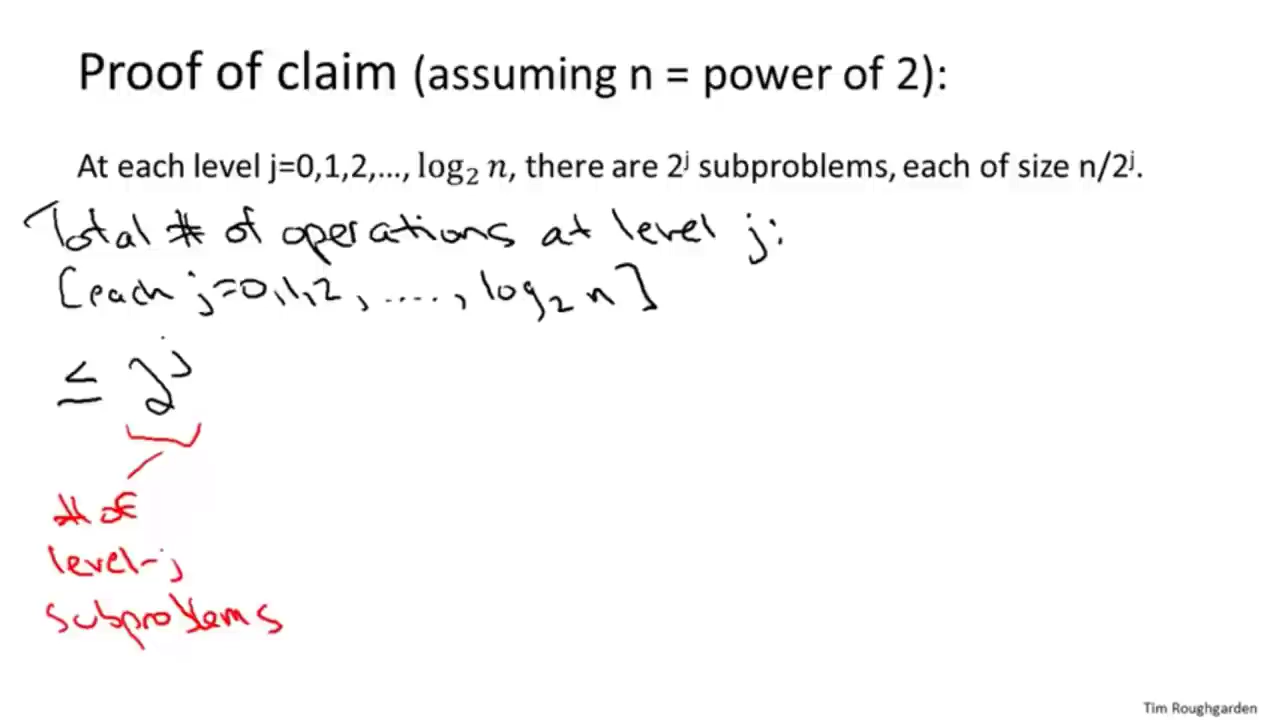 Proof of claim (assuming n = power of 2):
At each level j=0,1,2,..., log₂ n, there are 2ʲ subproblems, each of size n/2ʲ.
Total # of operations at level j:
[each j=0,1,2, ...., log₂ n]
≤ 2ʲ
# of
level-j
subproblems
Tim Roughgarden